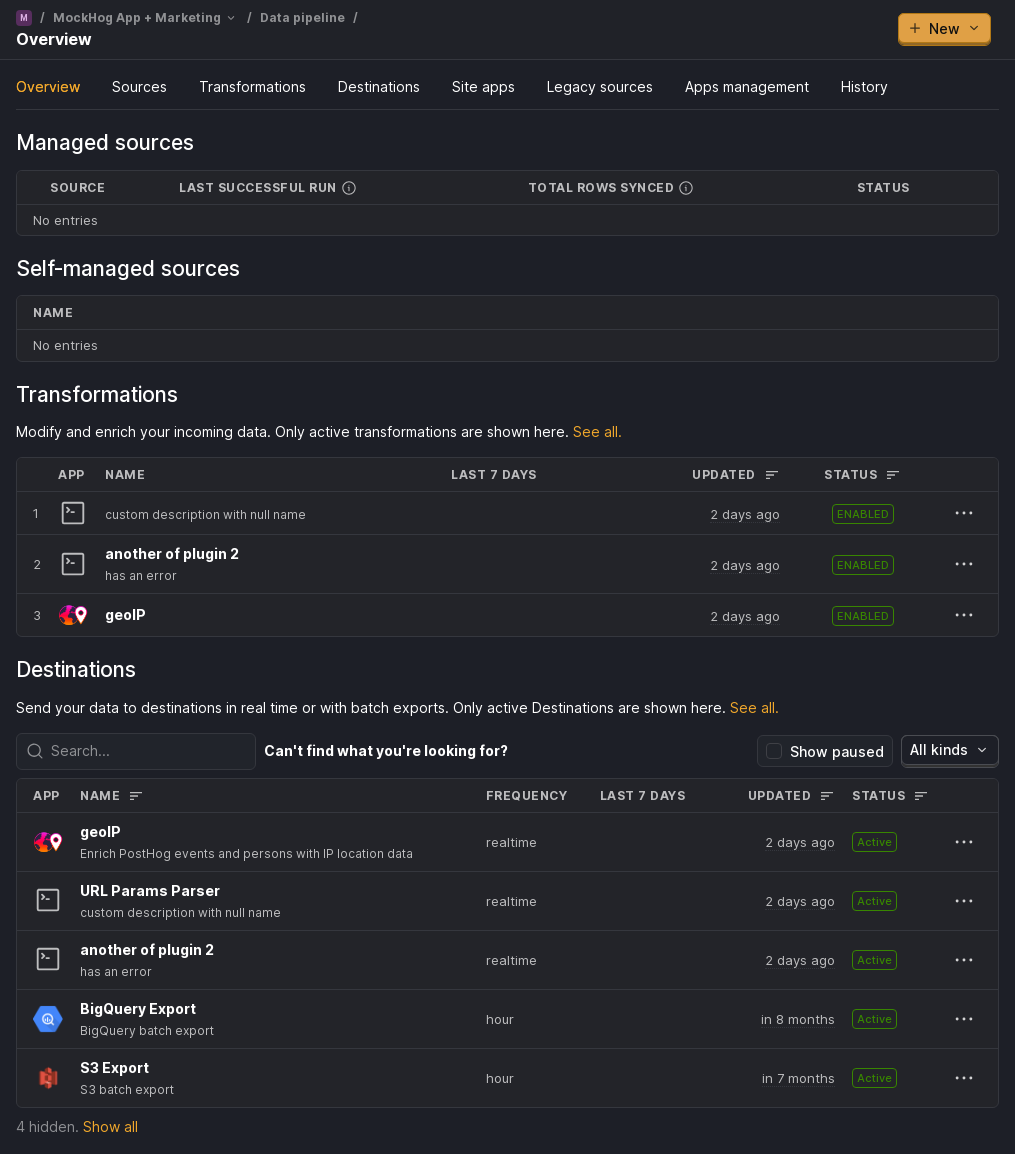 M / MockHog App + Marketing / Data pipeline /
Overview
New
Overview Sources Transformations Destinations Site apps Legacy sources Apps management History
Managed sources
SOURCE LAST SUCCESSFUL RUN TOTAL ROWS SYNCED STATUS
No entries
Self-managed sources
NAME
No entries
Transformations
Modify and enrich your incoming data. Only active transformations are shown here. See all.
APP NAME LAST 7 DAYS UPDATED STATUS
1 custom description with null name 2 days ago ENABLED
another of plugin 2
2 2 days ago ENABLED
has an error
3 geoIP 2 days ago ENABLED
Destinations
Send your data to destinations in real time or with batch exports. Only active Destinations are shown here. See all.
Search... Can't find what you're looking for? Show paused All kinds
APP NAME FREQUENCY LAST 7 DAYS UPDATED STATUS
geoIP
realtime 2 days ago Active
Enrich PostHog events and persons with IP location data
URL Params Parser
realtime 2 days ago Active
custom description with null name
another of plugin 2
realtime 2 days ago Active
has an error
BigQuery Export
hour in 8 months Active
BigQuery batch export
S3 Export
hour in 7 months Active
S3 batch export
4 hidden. Show all